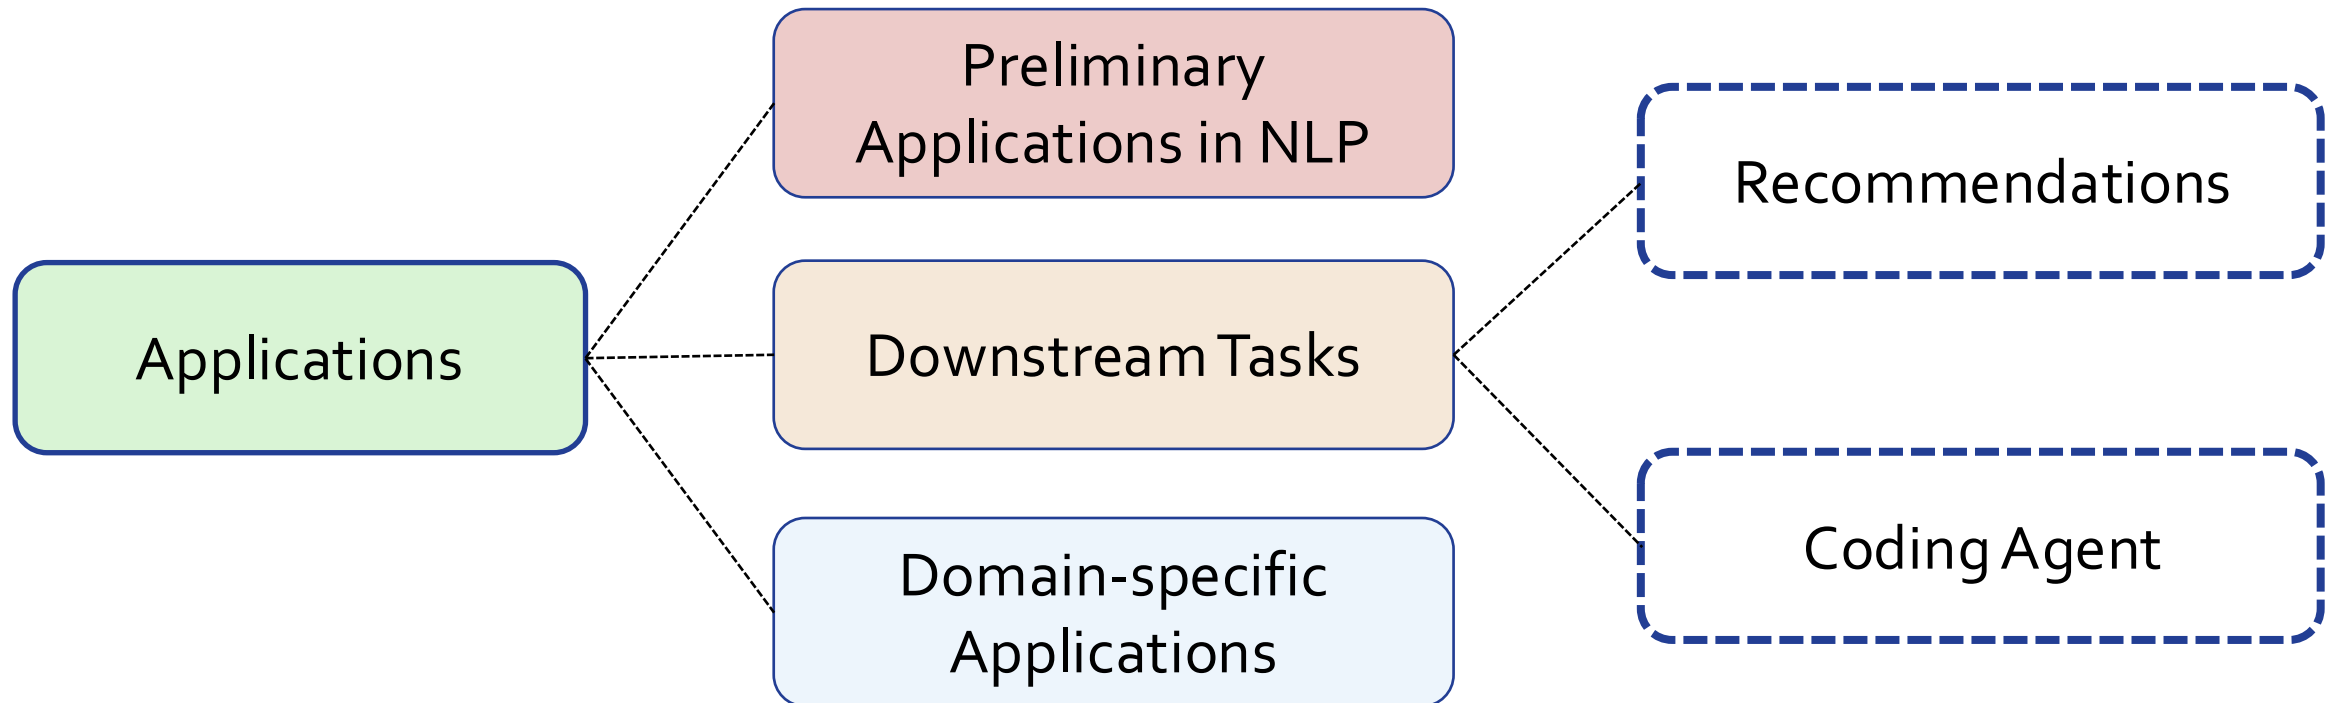 Applications
Preliminary
Applications in NLP
Downstream Tasks
Domain-specific
Applications
Recommendations
Coding Agent